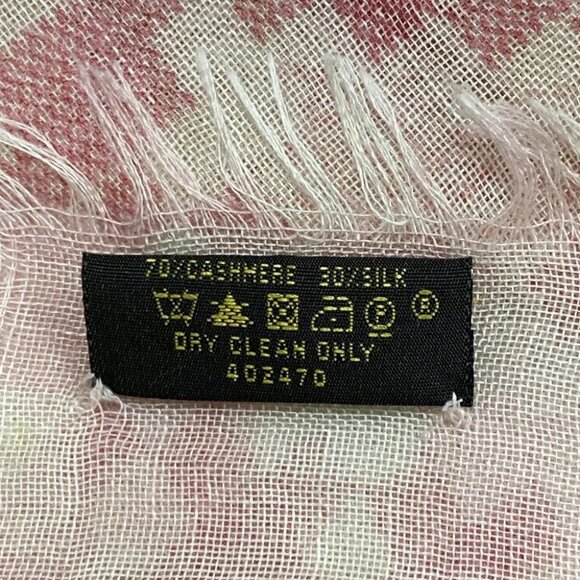 70%CASHMERE 30%SILK
P B
DRY CLEAN ONLY
402470